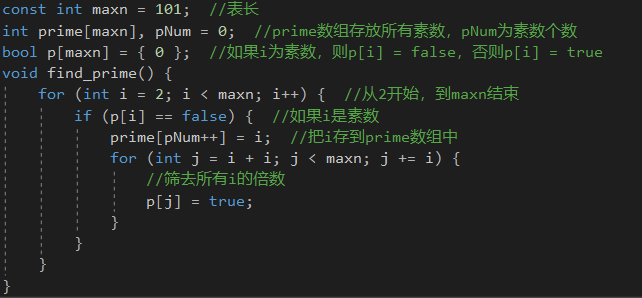 const int maxn = 101;  //表长
int prime[maxn], pNum = 0;  //prime数组存放所有素数，pNum为素数个数
bool p[maxn] = { 0 };  //如果i为素数，则p[i] = false，否则p[i] = true
void find_prime() {
    for (int i = 2; i < maxn; i++) {  //从2开始，到maxn结束
        if (p[i] == false) {  //如果i是素数
            prime[pNum++] = i;  //把i存到prime数组中
            for (int j = i + i; j < maxn; j += i) {
                //筛去所有i的倍数
                p[j] = true;
            }
        }
    }
}